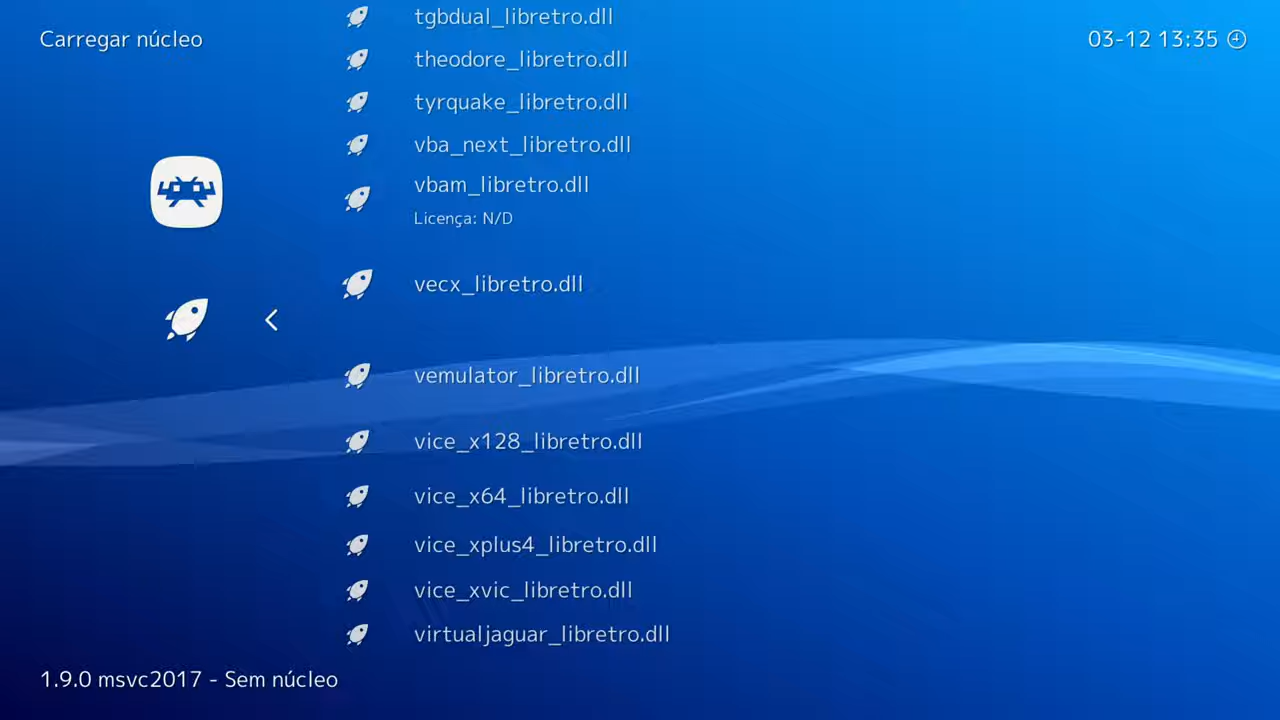 Carregar núcleo
03-12 13:35
tgbdual_libretro.dll
theodore_libretro.dll
tyrquake_libretro.dll
vba_next_libretro.dll
vbam_libretro.dll
Licença: N/D
vecx_libretro.dll
vemulator_libretro.dll
vice_x128_libretro.dll
vice_x64_libretro.dll
vice_xplus4_libretro.dll
vice_xvic_libretro.dll
virtualjaguar_libretro.dll
1.9.0 msvc2017 - Sem núcleo